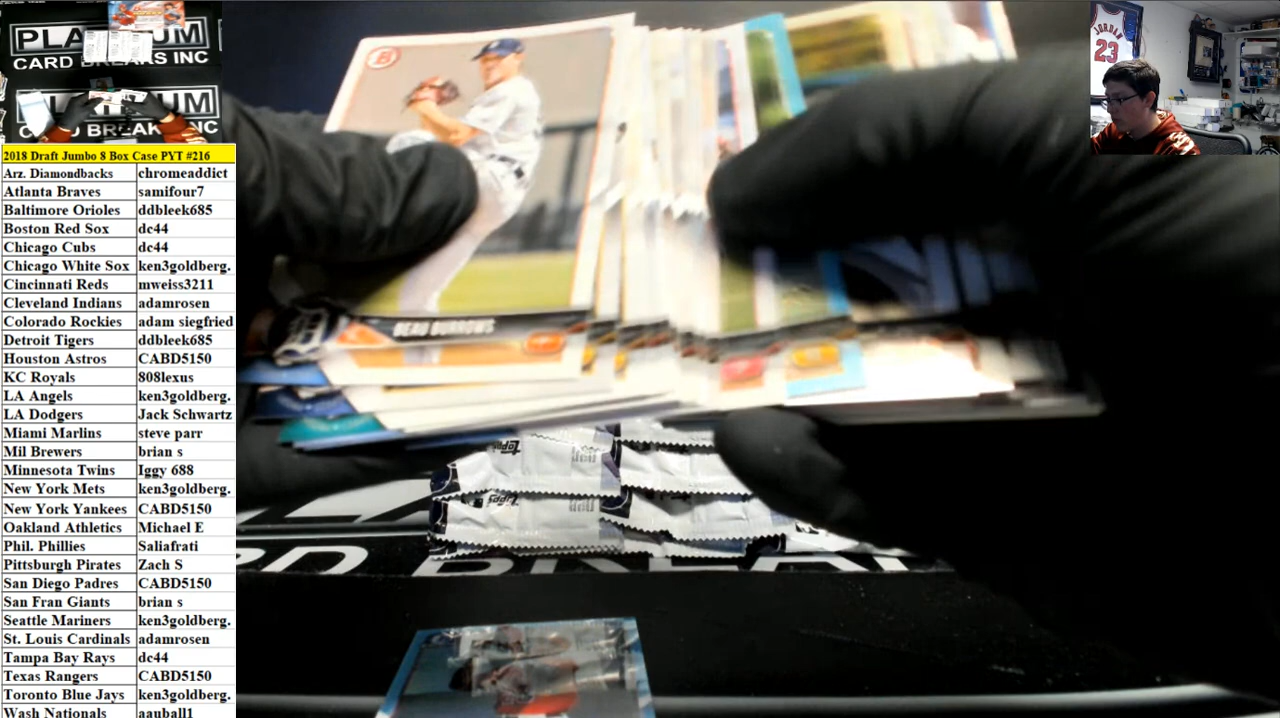 PLATINUM
CARD BREAKS INC
JORDAN
23
2018 Draft Jumbo 8 Box Case PYT #216
Arz. Diamondbacks chromeaddict
Atlanta Braves samifour7
Baltimore Orioles ddbleek685
Boston Red Sox dc44
Chicago Cubs dc44
Chicago White Sox ken3goldberg.
Cincinnati Reds mweiss3211
Cleveland Indians adamrosen
Colorado Rockies adam siegfried
Detroit Tigers ddbleek685
Houston Astros CABD5150
KC Royals 808lexus
LA Angels ken3goldberg.
LA Dodgers Jack Schwartz
Miami Marlins steve parr
Mil Brewers brian s
Minnesota Twins Iggy 688
New York Mets ken3goldberg.
New York Yankees CABD5150
Oakland Athletics Michael E
Phil. Phillies Saliafrati
Pittsburgh Pirates Zach S
San Diego Padres CABD5150
San Fran Giants brian s
Seattle Mariners ken3goldberg.
St. Louis Cardinals adamrosen
Tampa Bay Rays dc44
Texas Rangers CABD5150
Toronto Blue Jays ken3goldberg.
Wash Nationals aauball1
B
BEAU BURROWS
topps
topps
RD BREAK